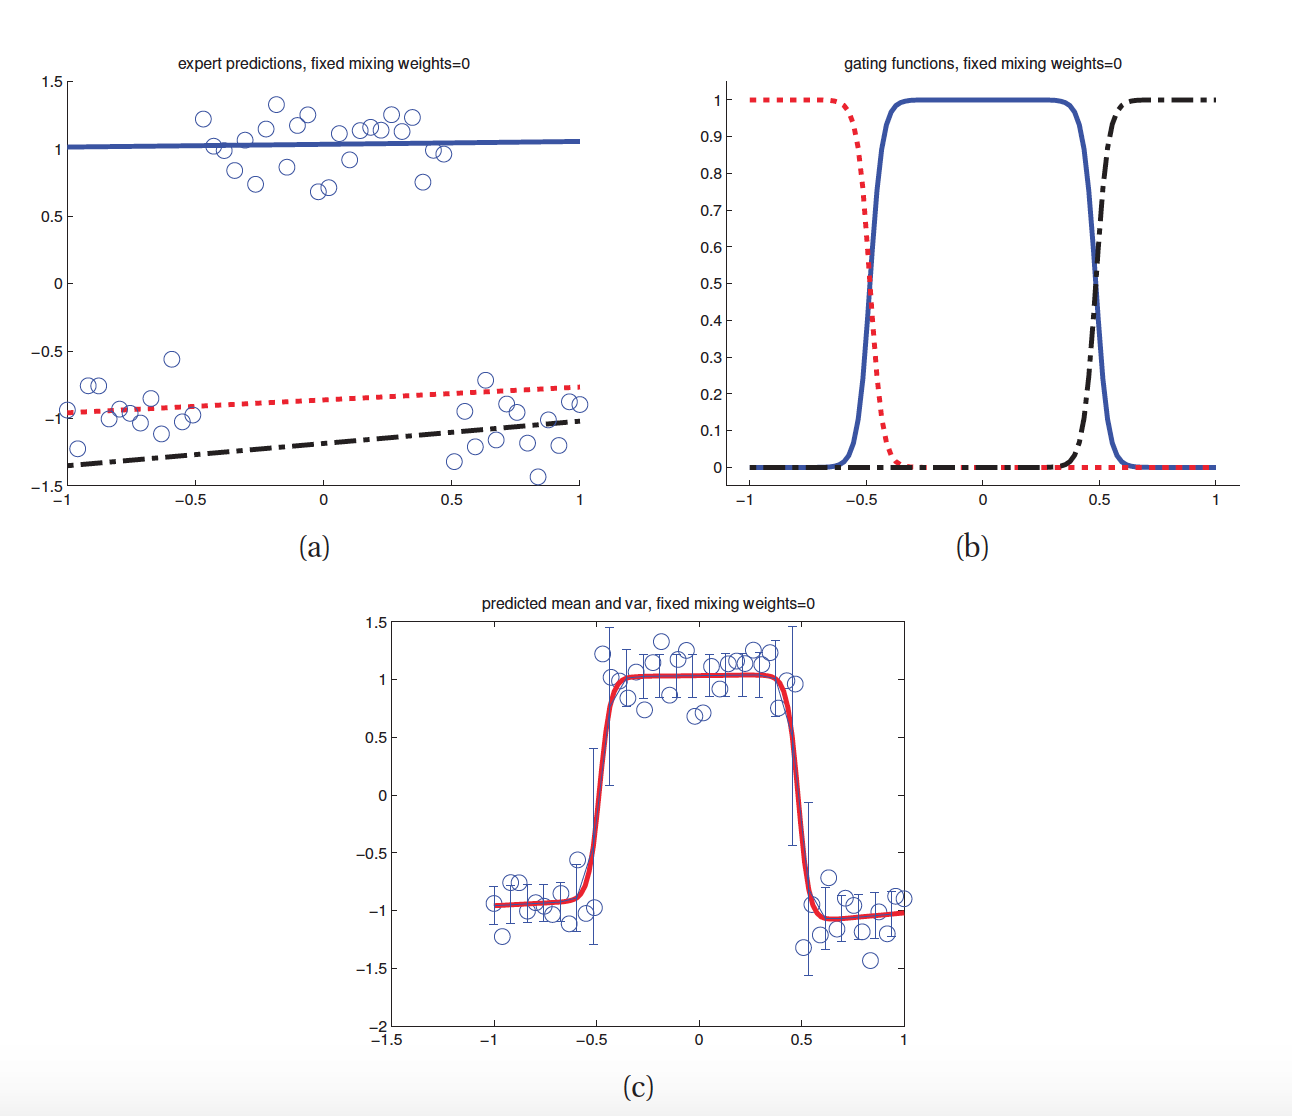 expert predictions, fixed mixing weights=0
1.5
1
0.5
0
−0.5
−1
−1.5
−1 −0.5 0 0.5 1
(a)
gating functions, fixed mixing weights=0
1
0.9
0.8
0.7
0.6
0.5
0.4
0.3
0.2
0.1
0
−1 −0.5 0 0.5 1
(b)
predicted mean and var, fixed mixing weights=0
1.5
1
0.5
0
−0.5
−1
−1.5
−2
−1.5 −1 −0.5 0 0.5 1
(c)